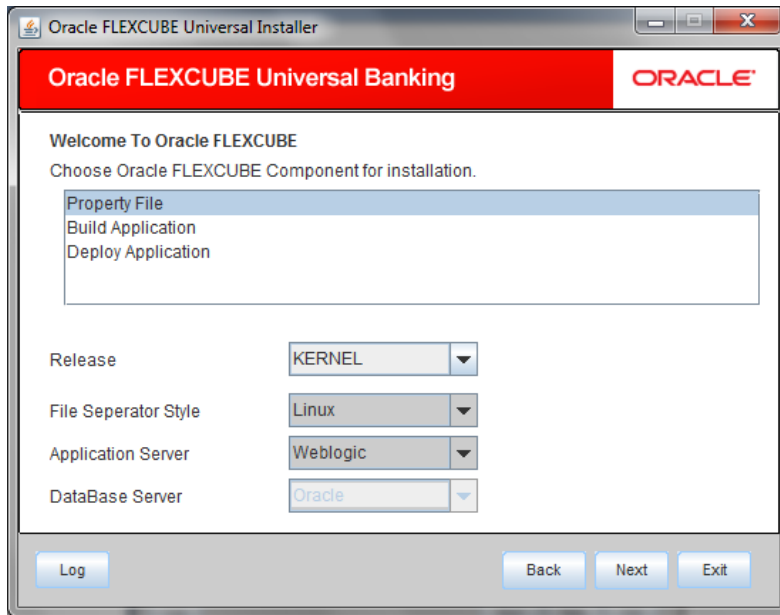 Oracle FLEXCUBE Universal Installer
Oracle FLEXCUBE Universal Banking ORACLE
Welcome To Oracle FLEXCUBE
Choose Oracle FLEXCUBE Component for installation.
Property File
Build Application
Deploy Application
Release KERNEL
File Seperator Style Linux
Application Server Weblogic
DataBase Server Oracle
Log Back Next Exit